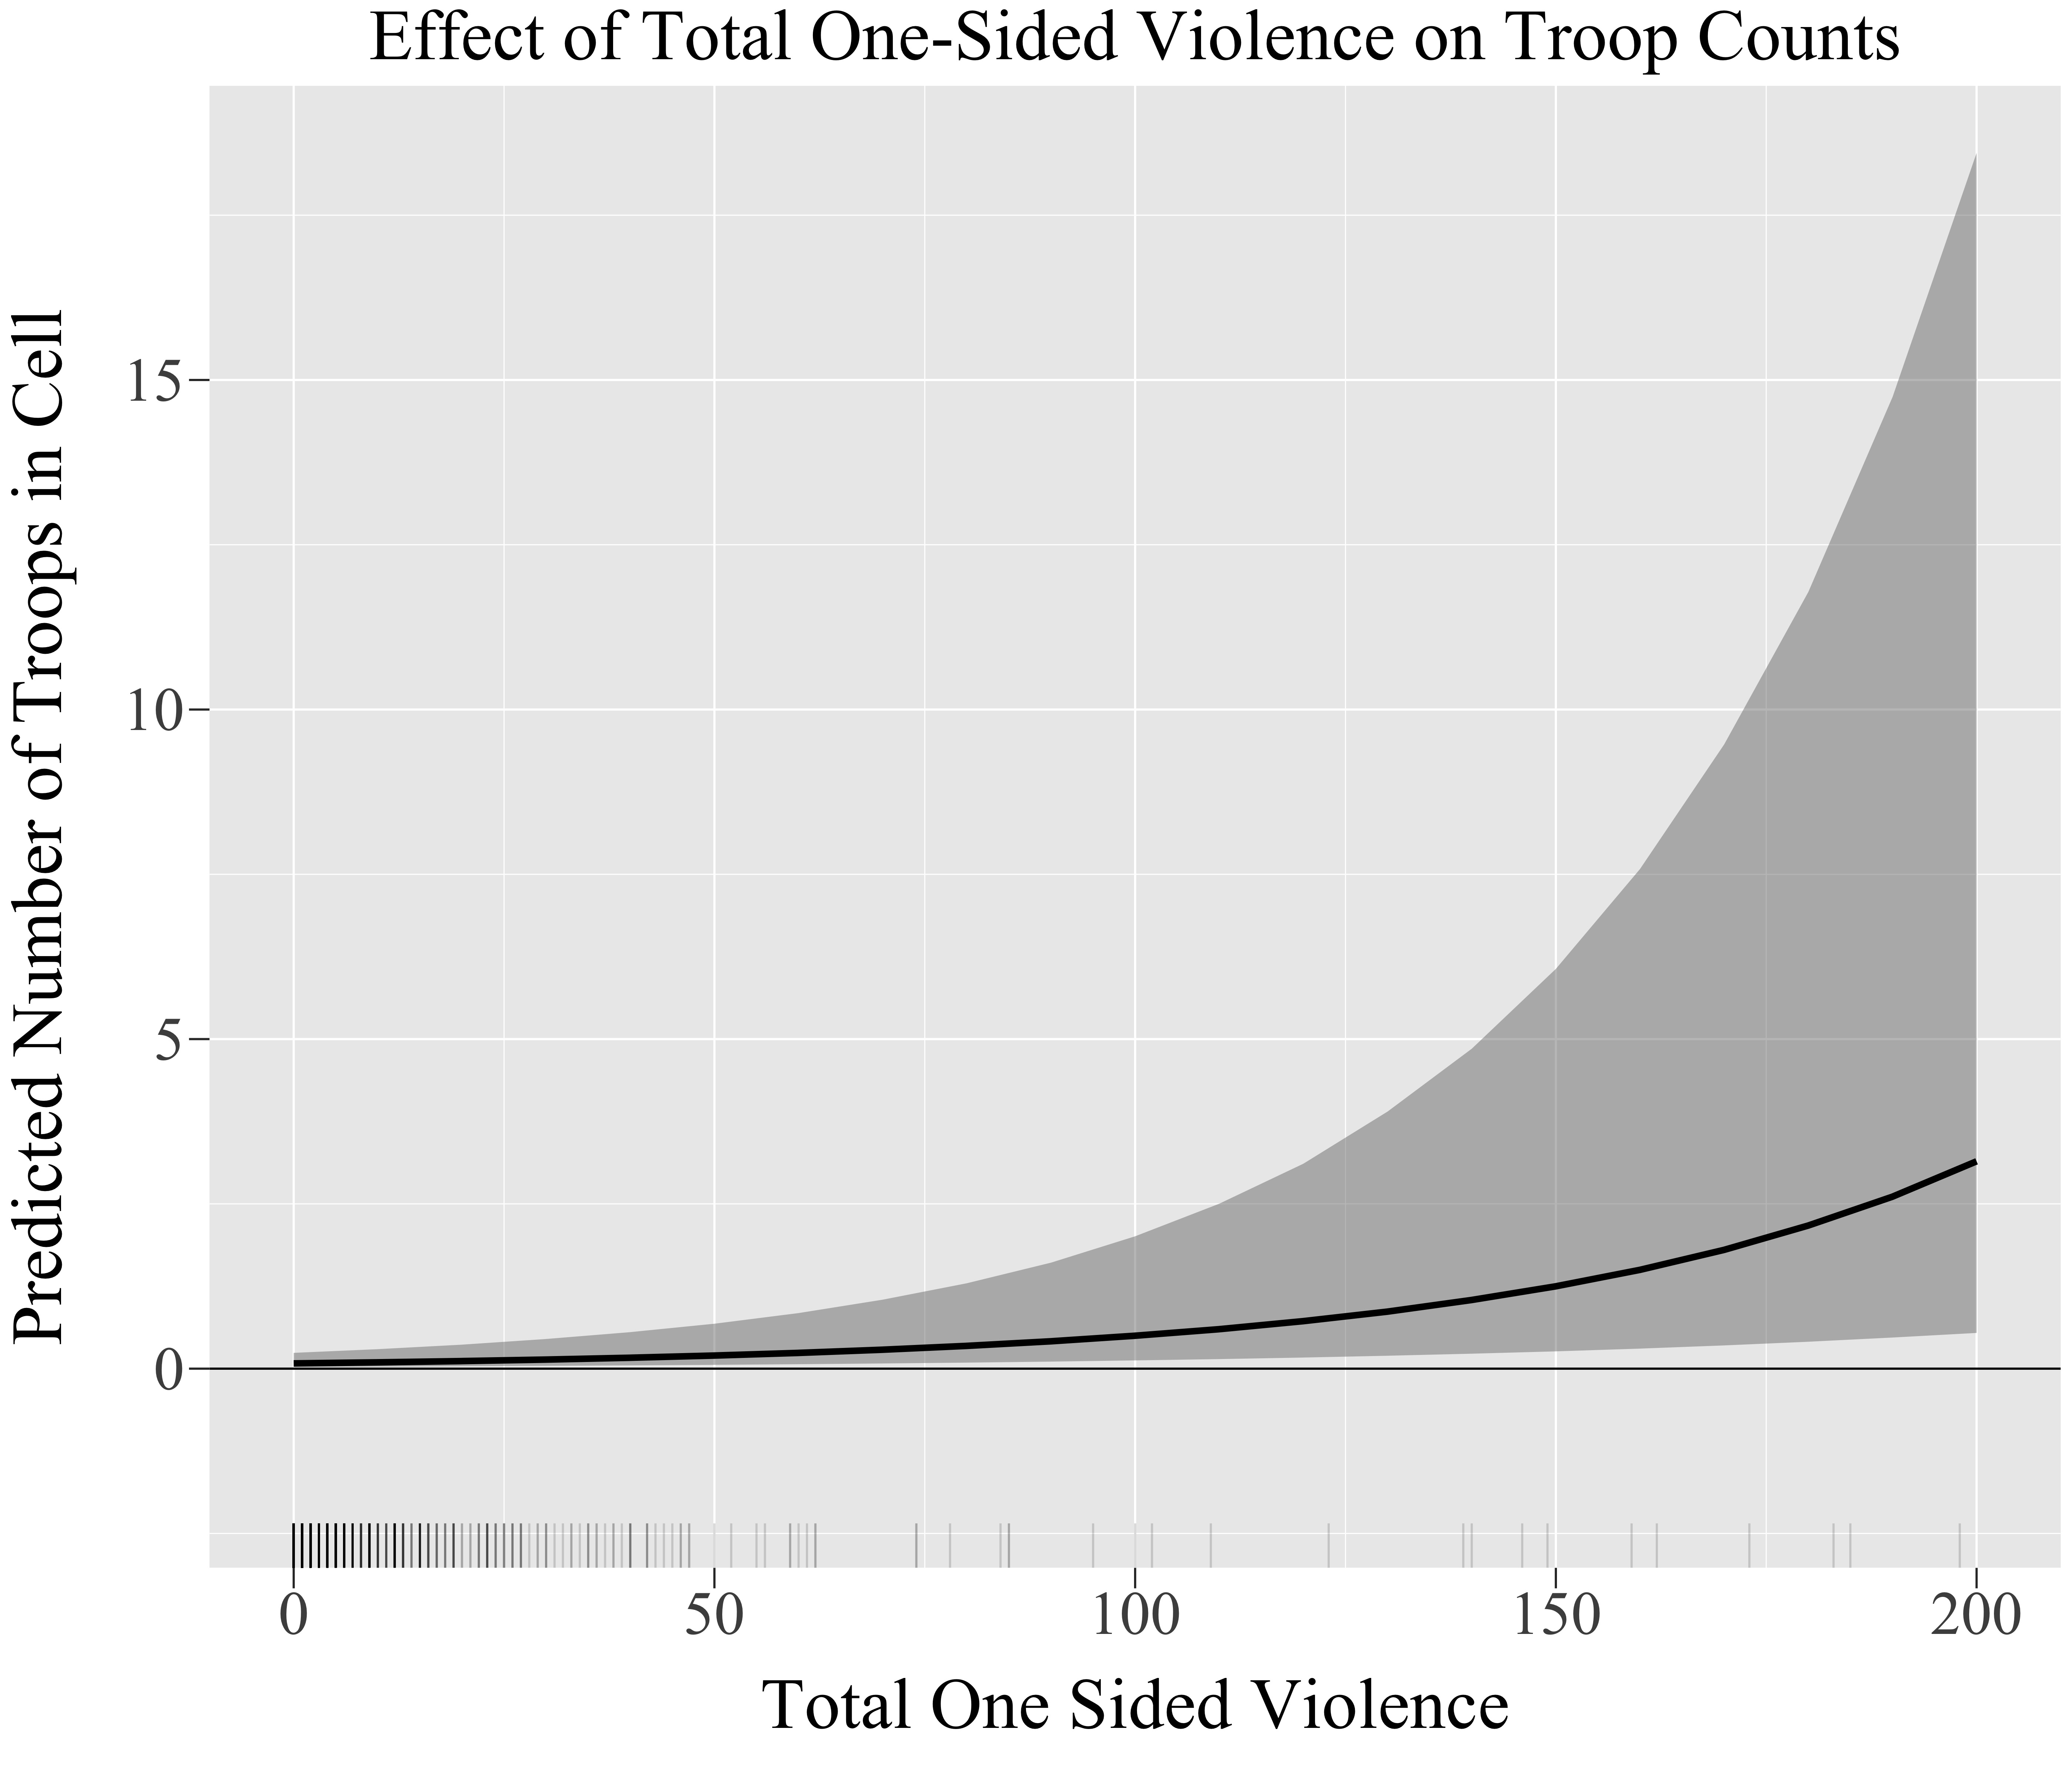 Effect of Total One-Sided Violence on Troop Counts
Predicted Number of Troops in Cell
15
10
5
0
0 50 100 150 200
Total One Sided Violence